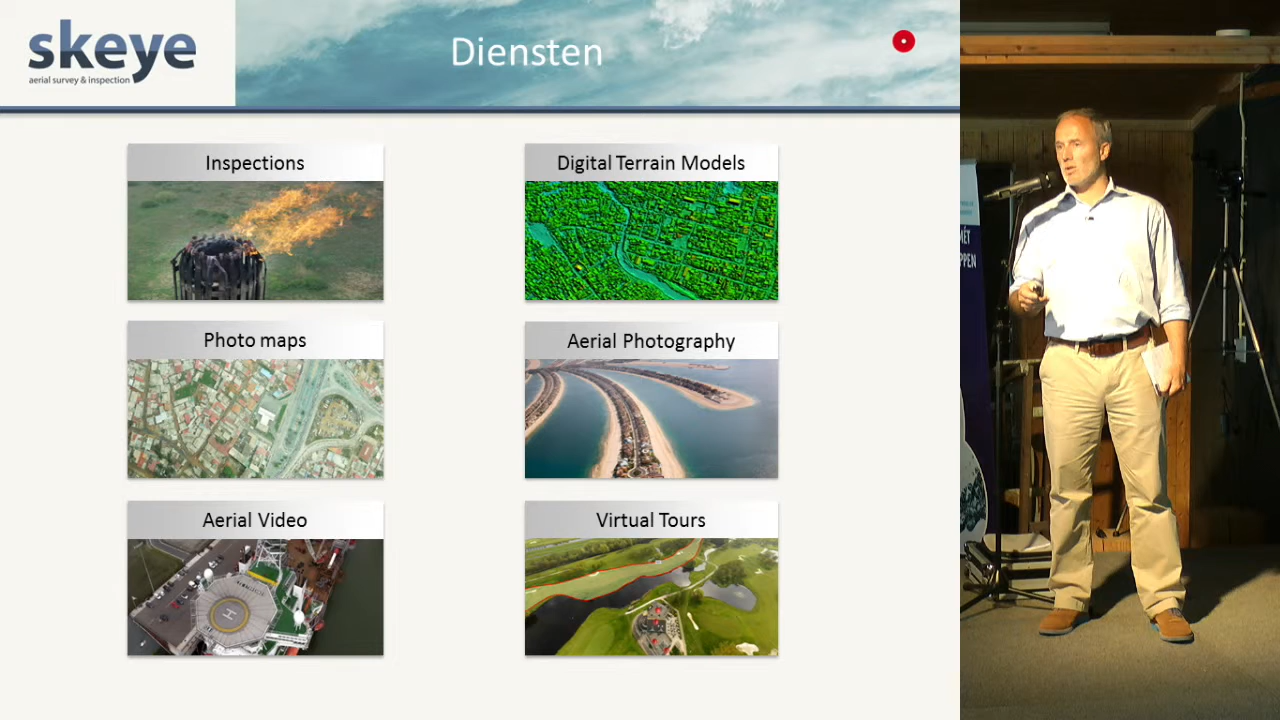 skeye
aerial survey & inspection
Diensten
Inspections
Digital Terrain Models
Photo maps
Aerial Photography
Aerial Video
Virtual Tours
H